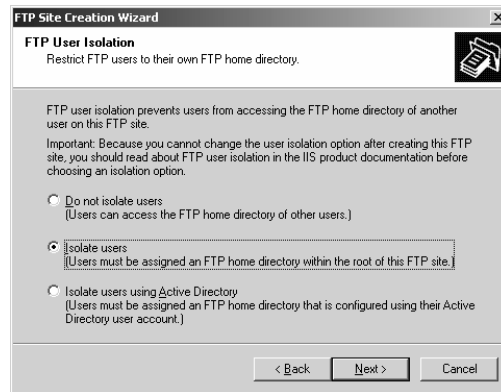 FTP Site Creation Wizard
FTP User Isolation
Restrict FTP users to their own FTP home directory.
FTP user isolation prevents users from accessing the FTP home directory of another
user on this FTP site.
Important: Because you cannot change the user isolation option after creating this FTP
site, you should read about FTP user isolation in the IIS product documentation before
choosing an isolation option.
Do not isolate users
(Users can access the FTP home directory of other users.)
Isolate users
(Users must be assigned an FTP home directory within the root of this FTP site.)
Isolate users using Active Directory
(Users must be assigned an FTP home directory that is configured using their Active
Directory user account.)
< Back Next > Cancel